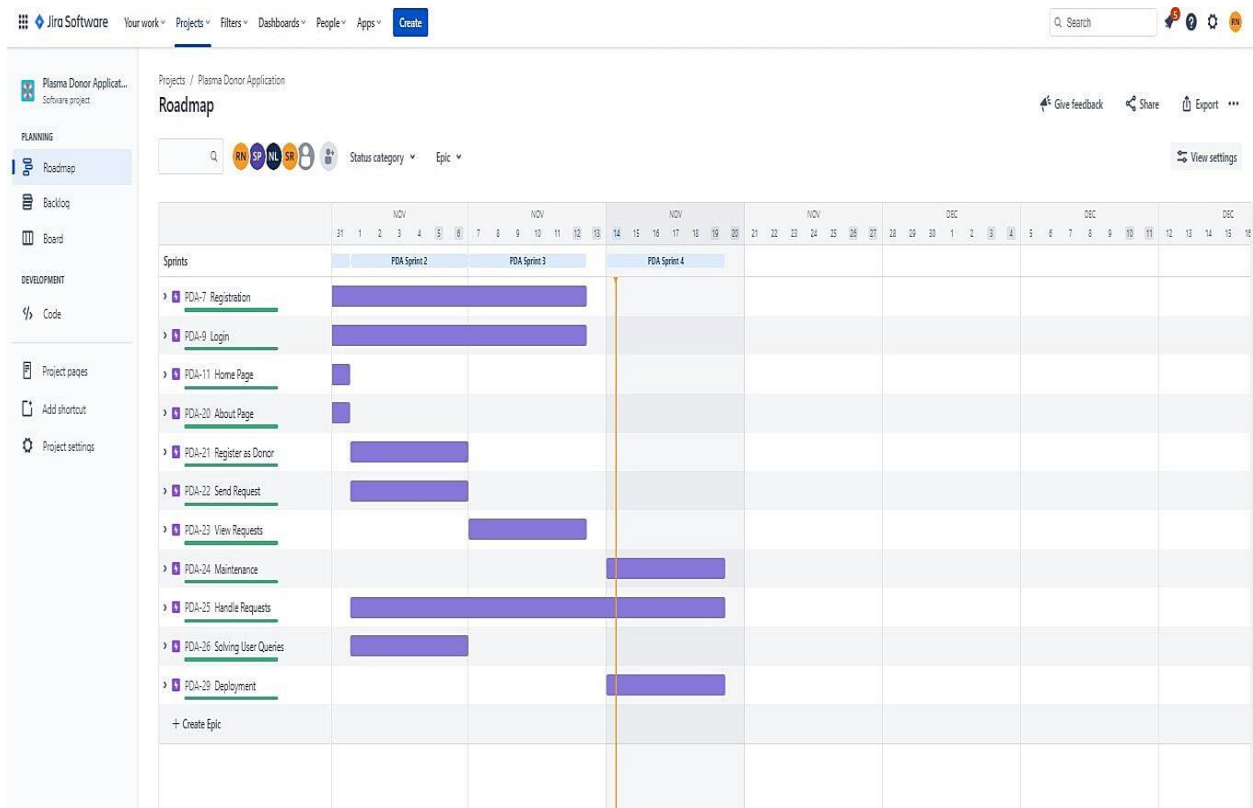 Jira Software Your work Projects Filters Dashboards People Apps Create Search 5 RN
Plasma Donor Applicat...
Software project
PLANNING
Roadmap
Backlog
Board
DEVELOPMENT
Code
Project pages
Add shortcut
Project settings
Projects / Plasma Donor Application
Roadmap
Give feedback Share Export
RN SP NL SR Status category Epic View settings
NOV NOV NOV NOV DEC DEC DEC
31 1 2 3 4 5 6 7 8 9 10 11 12 13 14 15 16 17 18 19 20 21 22 23 24 25 26 27 28 29 30 1 2 3 4 5 6 7 8 9 10 11 12 13 14 15 16
Sprints PDA Sprint 2 PDA Sprint 3 PDA Sprint 4
PDA-7 Registration
PDA-9 Login
PDA-11 Home Page
PDA-20 About Page
PDA-21 Register as Donor
PDA-22 Send Request
PDA-23 View Requests
PDA-24 Maintenance
PDA-25 Handle Requests
PDA-26 Solving User Queries
PDA-29 Deployment
+ Create Epic